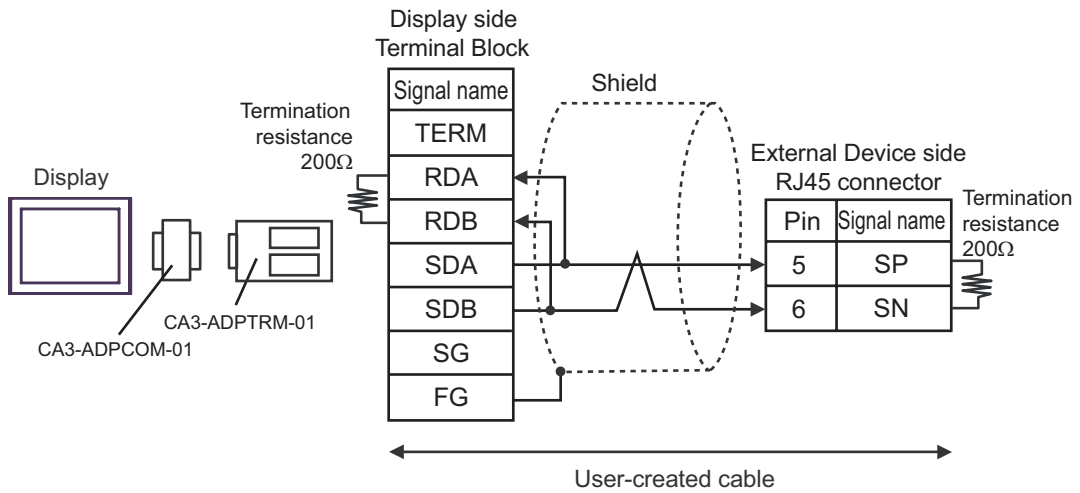 Display side
Terminal Block
Signal name
TERM
RDA
RDB
SDA
SDB
SG
FG
Termination
resistance
200Ω
Display
CA3-ADPTRM-01
CA3-ADPCOM-01
Shield
External Device side
RJ45 connector
Pin Signal name
5 SP
6 SN
Termination
resistance
200Ω
User-created cable